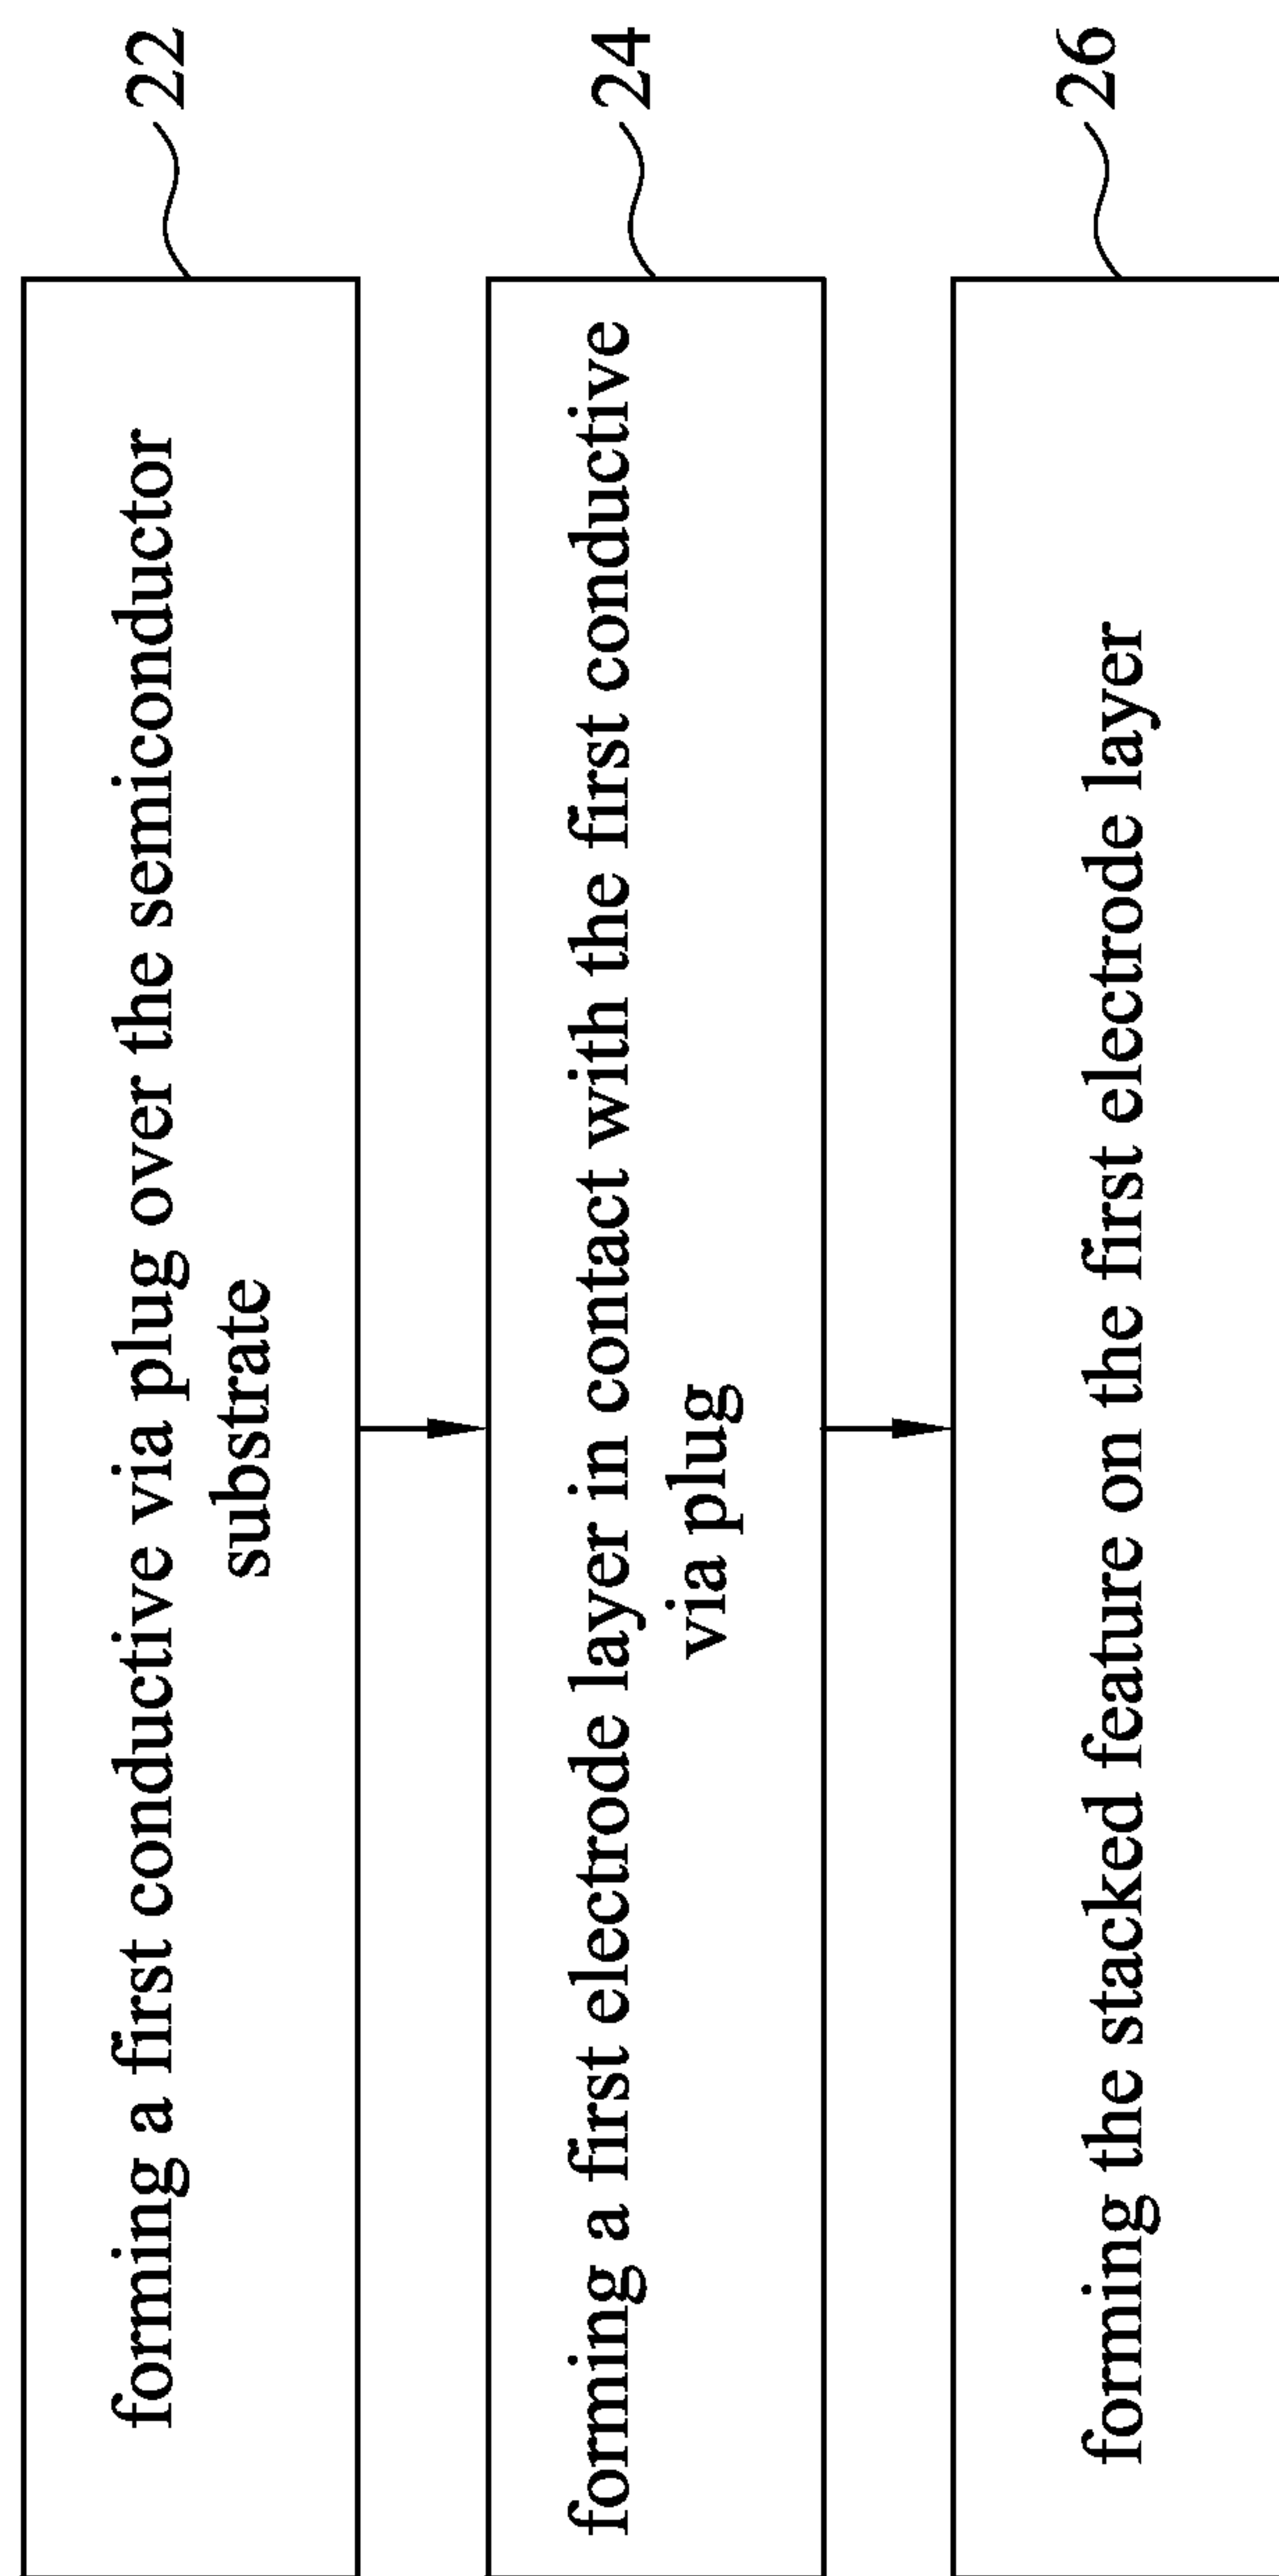 forming a first conductive via plug over the semiconductor
substrate
22
forming a first electrode layer in contact with the first conductive
via plug
24
forming the stacked feature on the first electrode layer
26